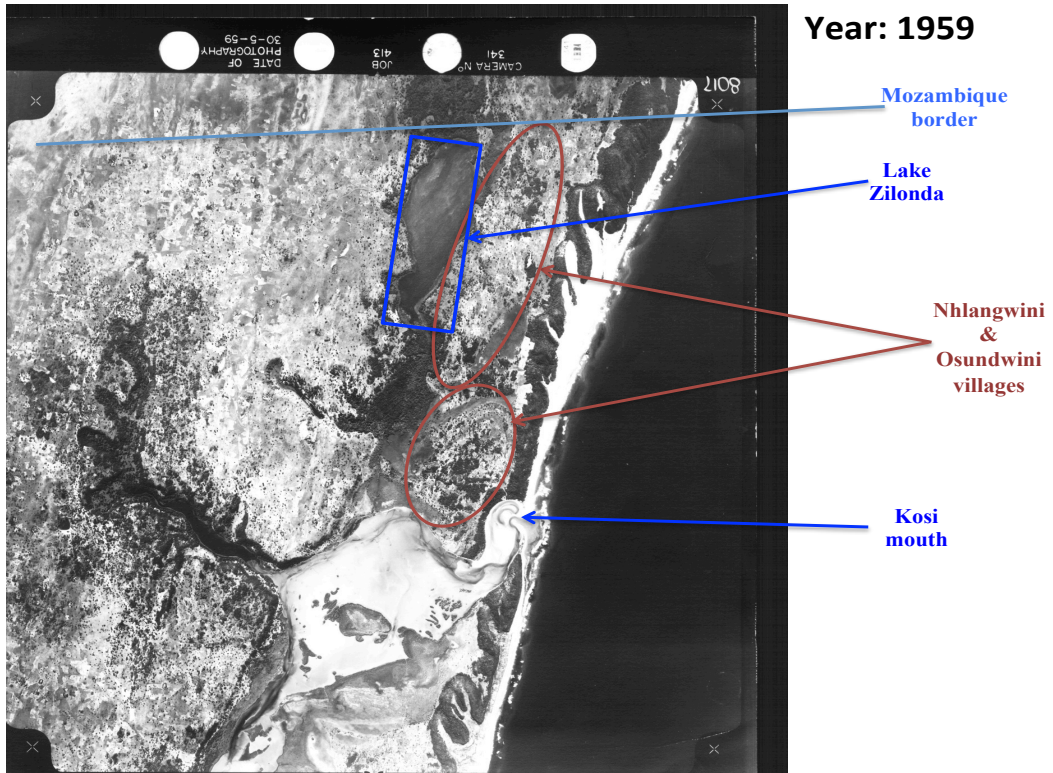 Year: 1959
DATE OF
PHOTOGRAPHY
30-5-59
JOB
413
CAMERA Nº
341
8017
Mozambique
border
Lake
Zilonda
Nhlangwini
&
Osundwini
villages
Kosi
mouth